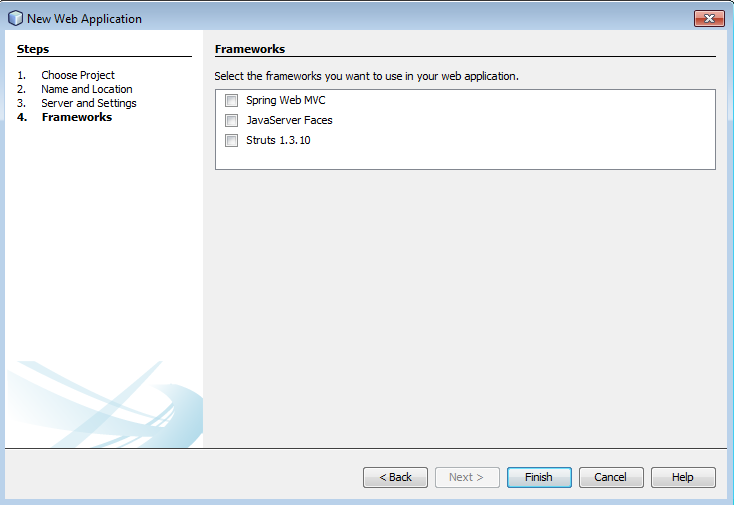 New Web Application
Steps
1. Choose Project
2. Name and Location
3. Server and Settings
4. Frameworks
Frameworks
Select the frameworks you want to use in your web application.
Spring Web MVC
JavaServer Faces
Struts 1.3.10
< Back
Next >
Finish
Cancel
Help